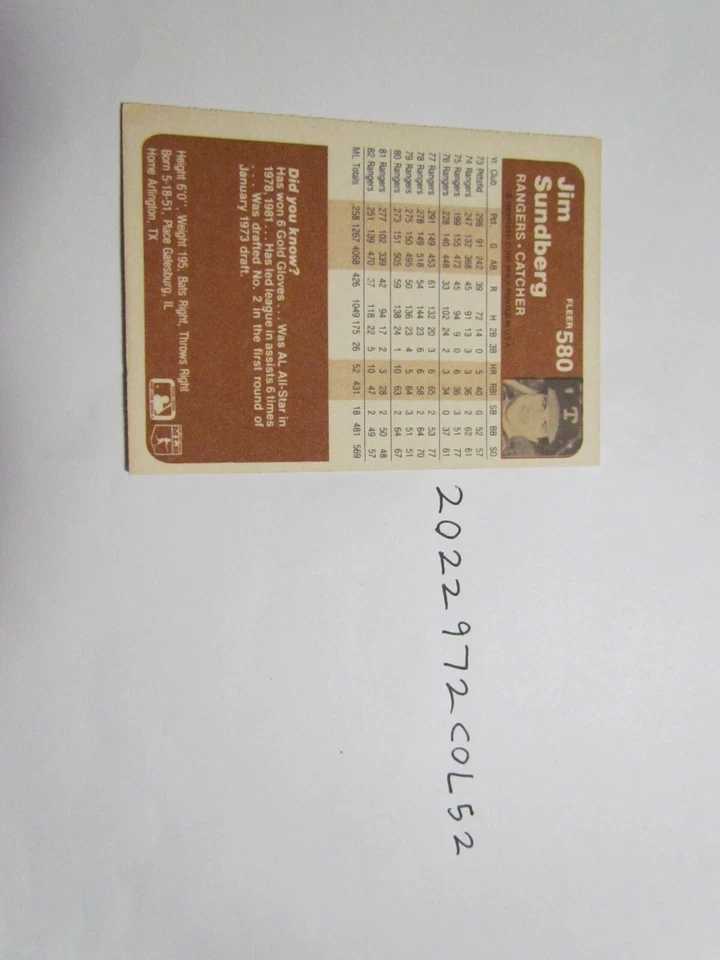 Jim
Sundberg
RANGERS • CATCHER
FLEER 580
T
Yr Club Pct. G AB R H 2B 3B HR RBI SB BB SO
73 Pittsfld .298 91 242 39 72 14 0 5 40 0 52 57
74 Rangers .247 132 368 45 91 13 3 3 36 2 62 61
75 Rangers .199 155 472 45 94 9 0 6 36 3 51 77
76 Rangers .228 140 448 33 102 24 2 3 34 0 37 61
77 Rangers .291 149 453 61 132 20 3 6 65 2 53 77
78 Rangers .278 149 518 54 144 23 6 6 58 2 64 70
79 Rangers .275 150 495 50 136 23 4 5 64 3 51 51
80 Rangers .273 151 505 59 138 24 1 10 63 2 64 67
81 Rangers .277 102 339 42 94 17 2 3 28 2 50 48
82 Rangers .251 139 470 37 118 22 5 10 47 2 49 57
ML Totals .258 1267 4068 426 1049 175 26 52 431 18 481 569
Did you know?
Has won 6 Gold Gloves . . . Was AL All-Star in
1978, 1981 . . . Has led league in assists 6 times
. . . Was drafted No. 2 in the first round of
January 1973 draft.
Height 6'0", Weight 195, Bats Right, Throws Right
Born 5-18-51, Place Galesburg, IL
Home Arlington, TX
2022972COL52